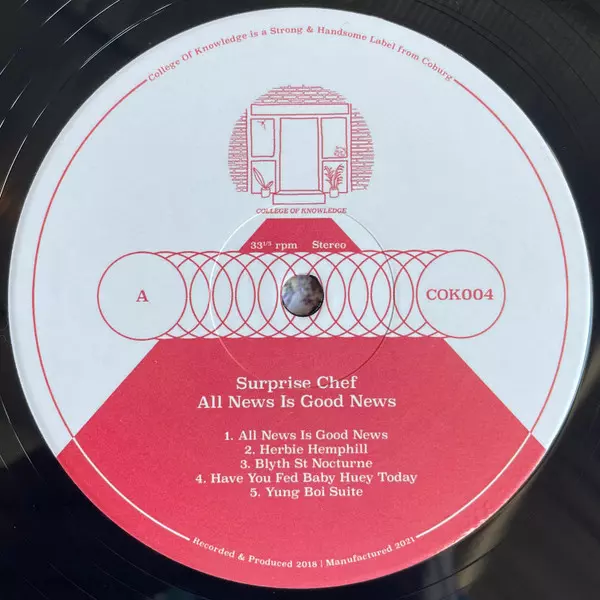 College Of Knowledge is a Strong & Handsome Label from Coburg
COLLEGE OF KNOWLEDGE
33¹/³ rpm Stereo
A
COK004
Surprise Chef
All News Is Good News
1. All News Is Good News
2. Herbie Hemphill
3. Blyth St Nocturne
4. Have You Fed Baby Huey Today
5. Yung Boi Suite
Recorded & Produced 2018 | Manufactured 2021